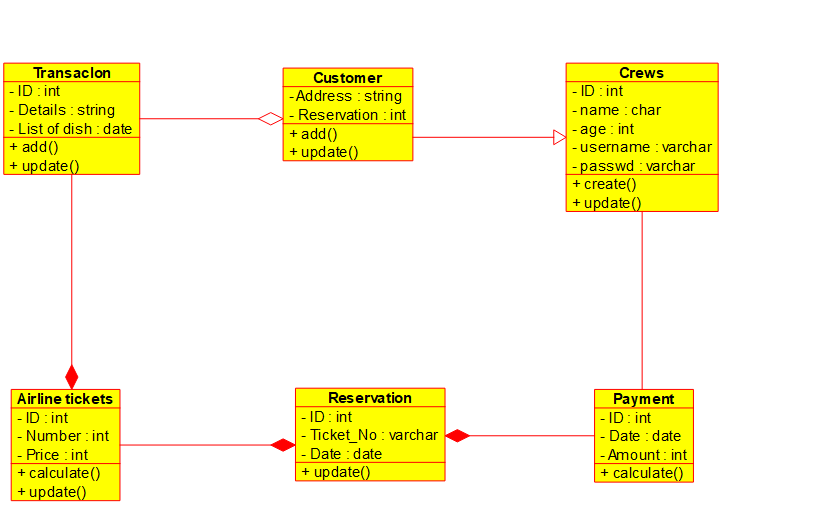 Transaclon
- ID : int
- Details : string
- List of dish : date
+ add()
+ update()
Customer
- Address : string
- Reservation : int
+ add()
+ update()
Crews
- ID : int
- name : char
- age : int
- username : varchar
- passwd : varchar
+ create()
+ update()
Airline tickets
- ID : int
- Number : int
- Price : int
+ calculate()
+ update()
Reservation
- ID : int
- Ticket_No : varchar
- Date : date
+ update()
Payment
- ID : int
- Date : date
- Amount : int
+ calculate()